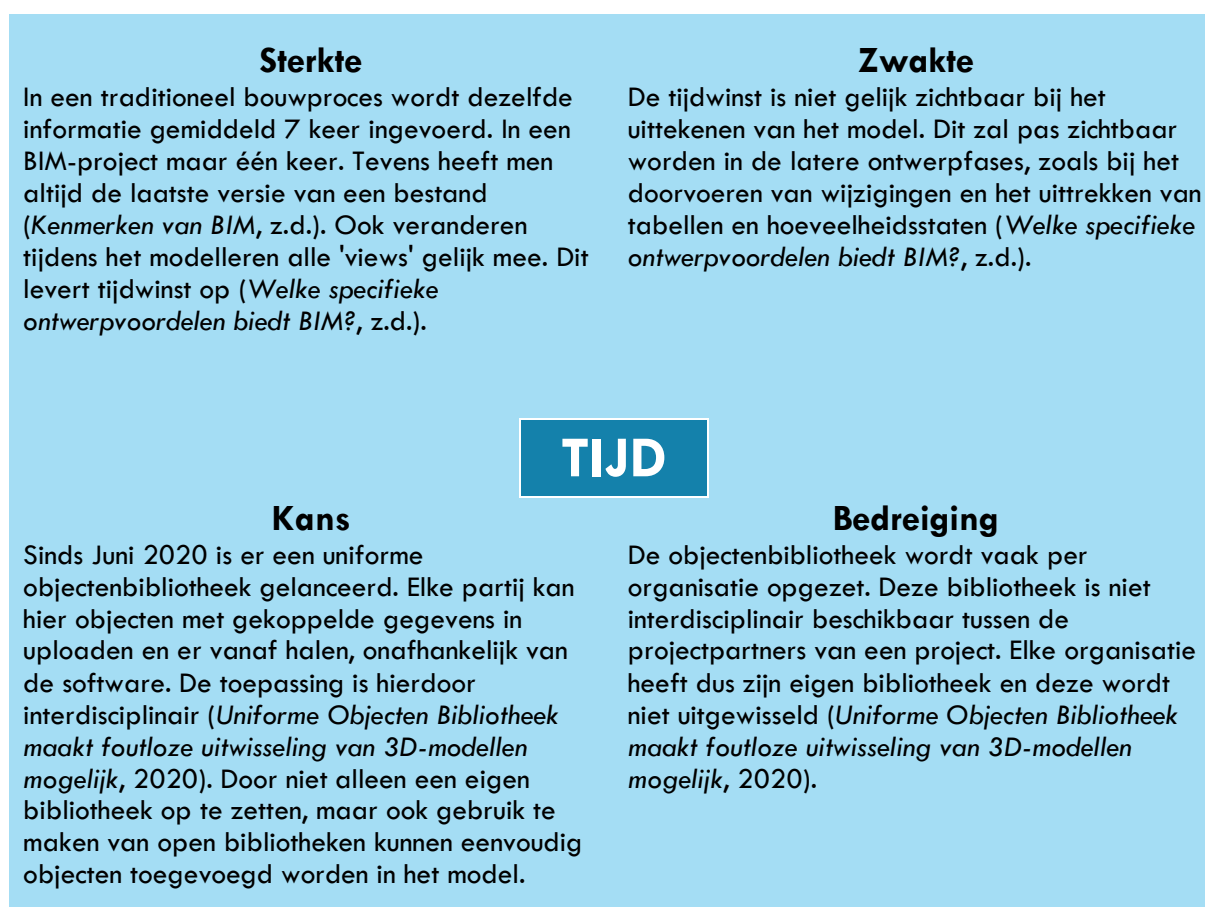 Sterkte
In een traditioneel bouwproces wordt dezelfde
informatie gemiddeld 7 keer ingevoerd. In een
BIM-project maar één keer. Tevens heeft men
altijd de laatste versie van een bestand
(Kenmerken van BIM, z.d.). Ook veranderen
tijdens het modelleren alle 'views' gelijk mee. Dit
levert tijdwinst op (Welke specifieke
ontwerpvoordelen biedt BIM?, z.d.).
Zwakte
De tijdwinst is niet gelijk zichtbaar bij het
uittekenen van het model. Dit zal pas zichtbaar
worden in de latere ontwerpfases, zoals bij het
doorvoeren van wijzigingen en het uittrekken van
tabellen en hoeveelheidsstaten (Welke specifieke
ontwerpvoordelen biedt BIM?, z.d.).
TIJD
Kans
Sinds Juni 2020 is er een uniforme
objectenbibliotheek gelanceerd. Elke partij kan
hier objecten met gekoppelde gegevens in
uploaden en er vanaf halen, onafhankelijk van
de software. De toepassing is hierdoor
interdisciplinair (Uniforme Objecten Bibliotheek
maakt foutloze uitwisseling van 3D-modellen
mogelijk, 2020). Door niet alleen een eigen
bibliotheek op te zetten, maar ook gebruik te
maken van open bibliotheken kunnen eenvoudig
objecten toegevoegd worden in het model.
Bedreiging
De objectenbibliotheek wordt vaak per
organisatie opgezet. Deze bibliotheek is niet
interdisciplinair beschikbaar tussen de
projectpartners van een project. Elke organisatie
heeft dus zijn eigen bibliotheek en deze wordt
niet uitgewisseld (Uniforme Objecten Bibliotheek
maakt foutloze uitwisseling van 3D-modellen
mogelijk, 2020).